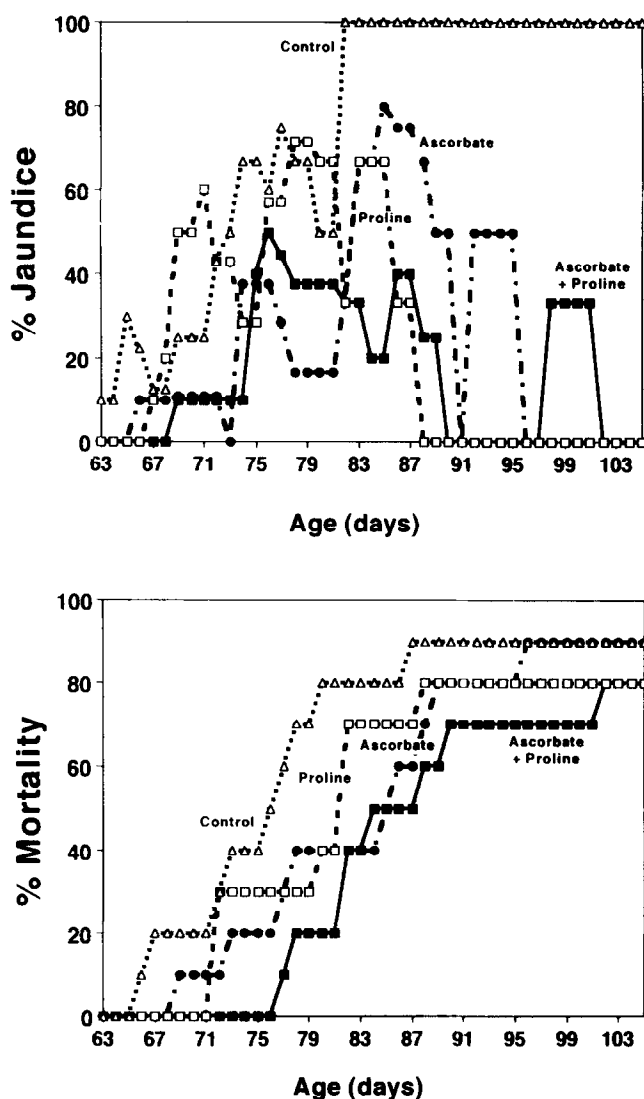 100
80
60
40
20
0
% Jaundice
Control
Ascorbate
Proline
Ascorbate
+ Proline
63 67 71 75 79 83 87 91 95 99 103
Age (days)
100
80
60
40
20
0
% Mortality
Control
Proline
Ascorbate
Ascorbate
+ Proline
63 67 71 75 79 83 87 91 95 99 103
Age (days)